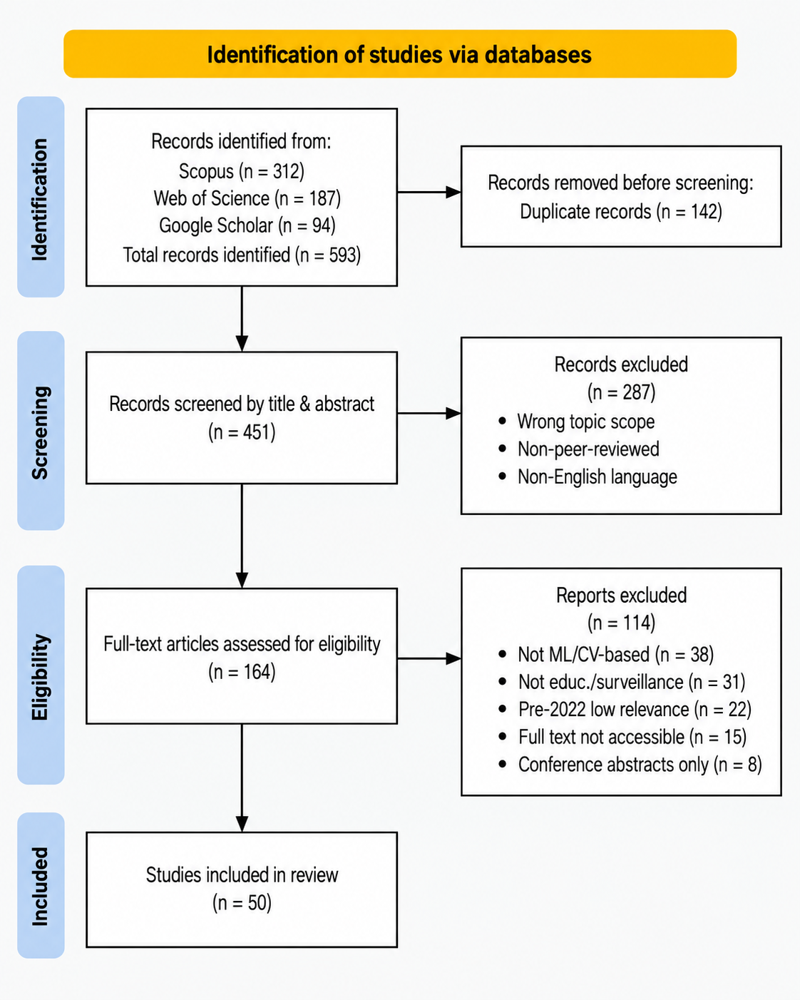 Identification of studies via databases
Identification
Records identified from:
Scopus (n = 312)
Web of Science (n = 187)
Google Scholar (n = 94)
Total records identified (n = 593)
Records removed before screening:
Duplicate records (n = 142)
Screening
Records screened by title & abstract
(n = 451)
Records excluded
(n = 287)
• Wrong topic scope
• Non-peer-reviewed
• Non-English language
Eligibility
Full-text articles assessed for eligibility
(n = 164)
Reports excluded
(n = 114)
• Not ML/CV-based (n = 38)
• Not educ./surveillance (n = 31)
• Pre-2022 low relevance (n = 22)
• Full text not accessible (n = 15)
• Conference abstracts only (n = 8)
Included
Studies included in review
(n = 50)